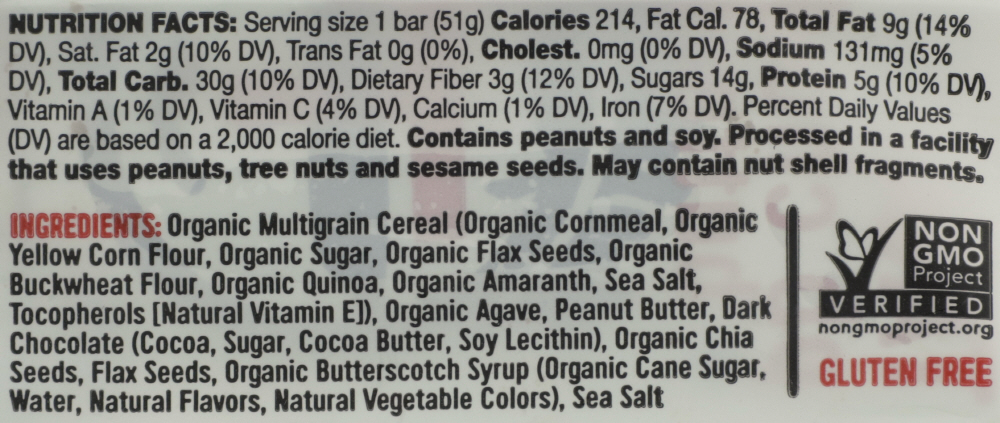 NUTRITION FACTS: Serving size 1 bar (51g) Calories 214, Fat Cal. 78, Total Fat 9g (14%
DV), Sat. Fat 2g (10% DV), Trans Fat 0g (0%), Cholest. 0mg (0% DV), Sodium 131mg (5%
DV), Total Carb. 30g (10% DV), Dietary Fiber 3g (12% DV), Sugars 14g, Protein 5g (10% DV),
Vitamin A (1% DV), Vitamin C (4% DV), Calcium (1% DV), Iron (7% DV). Percent Daily Values
(DV) are based on a 2,000 calorie diet. Contains peanuts and soy. Processed in a facility
that uses peanuts, tree nuts and sesame seeds. May contain nut shell fragments.
INGREDIENTS: Organic Multigrain Cereal (Organic Cornmeal, Organic
Yellow Corn Flour, Organic Sugar, Organic Flax Seeds, Organic
Buckwheat Flour, Organic Quinoa, Organic Amaranth, Sea Salt,
Tocopherols [Natural Vitamin E]), Organic Agave, Peanut Butter, Dark
Chocolate (Cocoa, Sugar, Cocoa Butter, Soy Lecithin), Organic Chia
Seeds, Flax Seeds, Organic Butterscotch Syrup (Organic Cane Sugar,
Water, Natural Flavors, Natural Vegetable Colors), Sea Salt
NON
GMO
Project
VERIFIED
nongmoproject.org
GLUTEN FREE